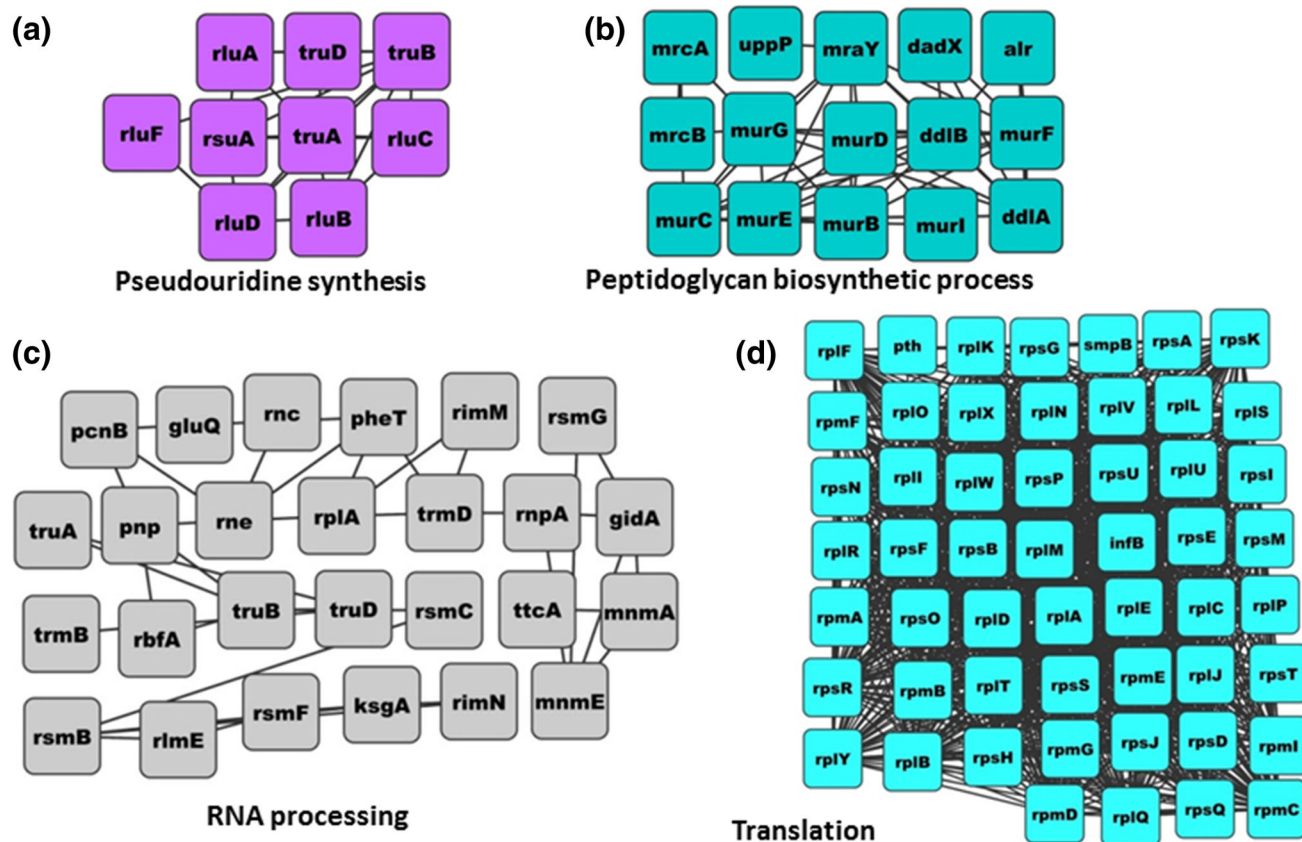 (a)
rluA truD truB
rluF rsuA truA rluC
rluD rluB
Pseudouridine synthesis
(b)
mrcA uppP mraY dadX alr
mrcB murG murD ddlB murF
murC murE murB murI ddlA
Peptidoglycan biosynthetic process
(c)
pcnB gluQ rnc pheT rimM rsmG
truA pnp rne rplA trmD rnpA gidA
trmB rbfA truB truD rsmC ttcA mnmA
rsmB rlmE rsmF ksgA rimN mnmE
RNA processing
(d)
rplF pth rplK rpsG smpB rpsA rpsK
rpmF rplO rplX rplN rplV rplL rplS
rpsN rplI rplW rpsP rpsU rplU rpsI
rplR rpsF rpsB rplM infB rpsE rpsM
rpmA rpsO rplD rplA rplE rplC rplP
rpsR rpmB rplT rpsS rpmE rplJ rpsT
rplY rplB rpsH rpmG rpsJ rpsD rpmI
rpmD rplQ rpsQ rpmC
Translation